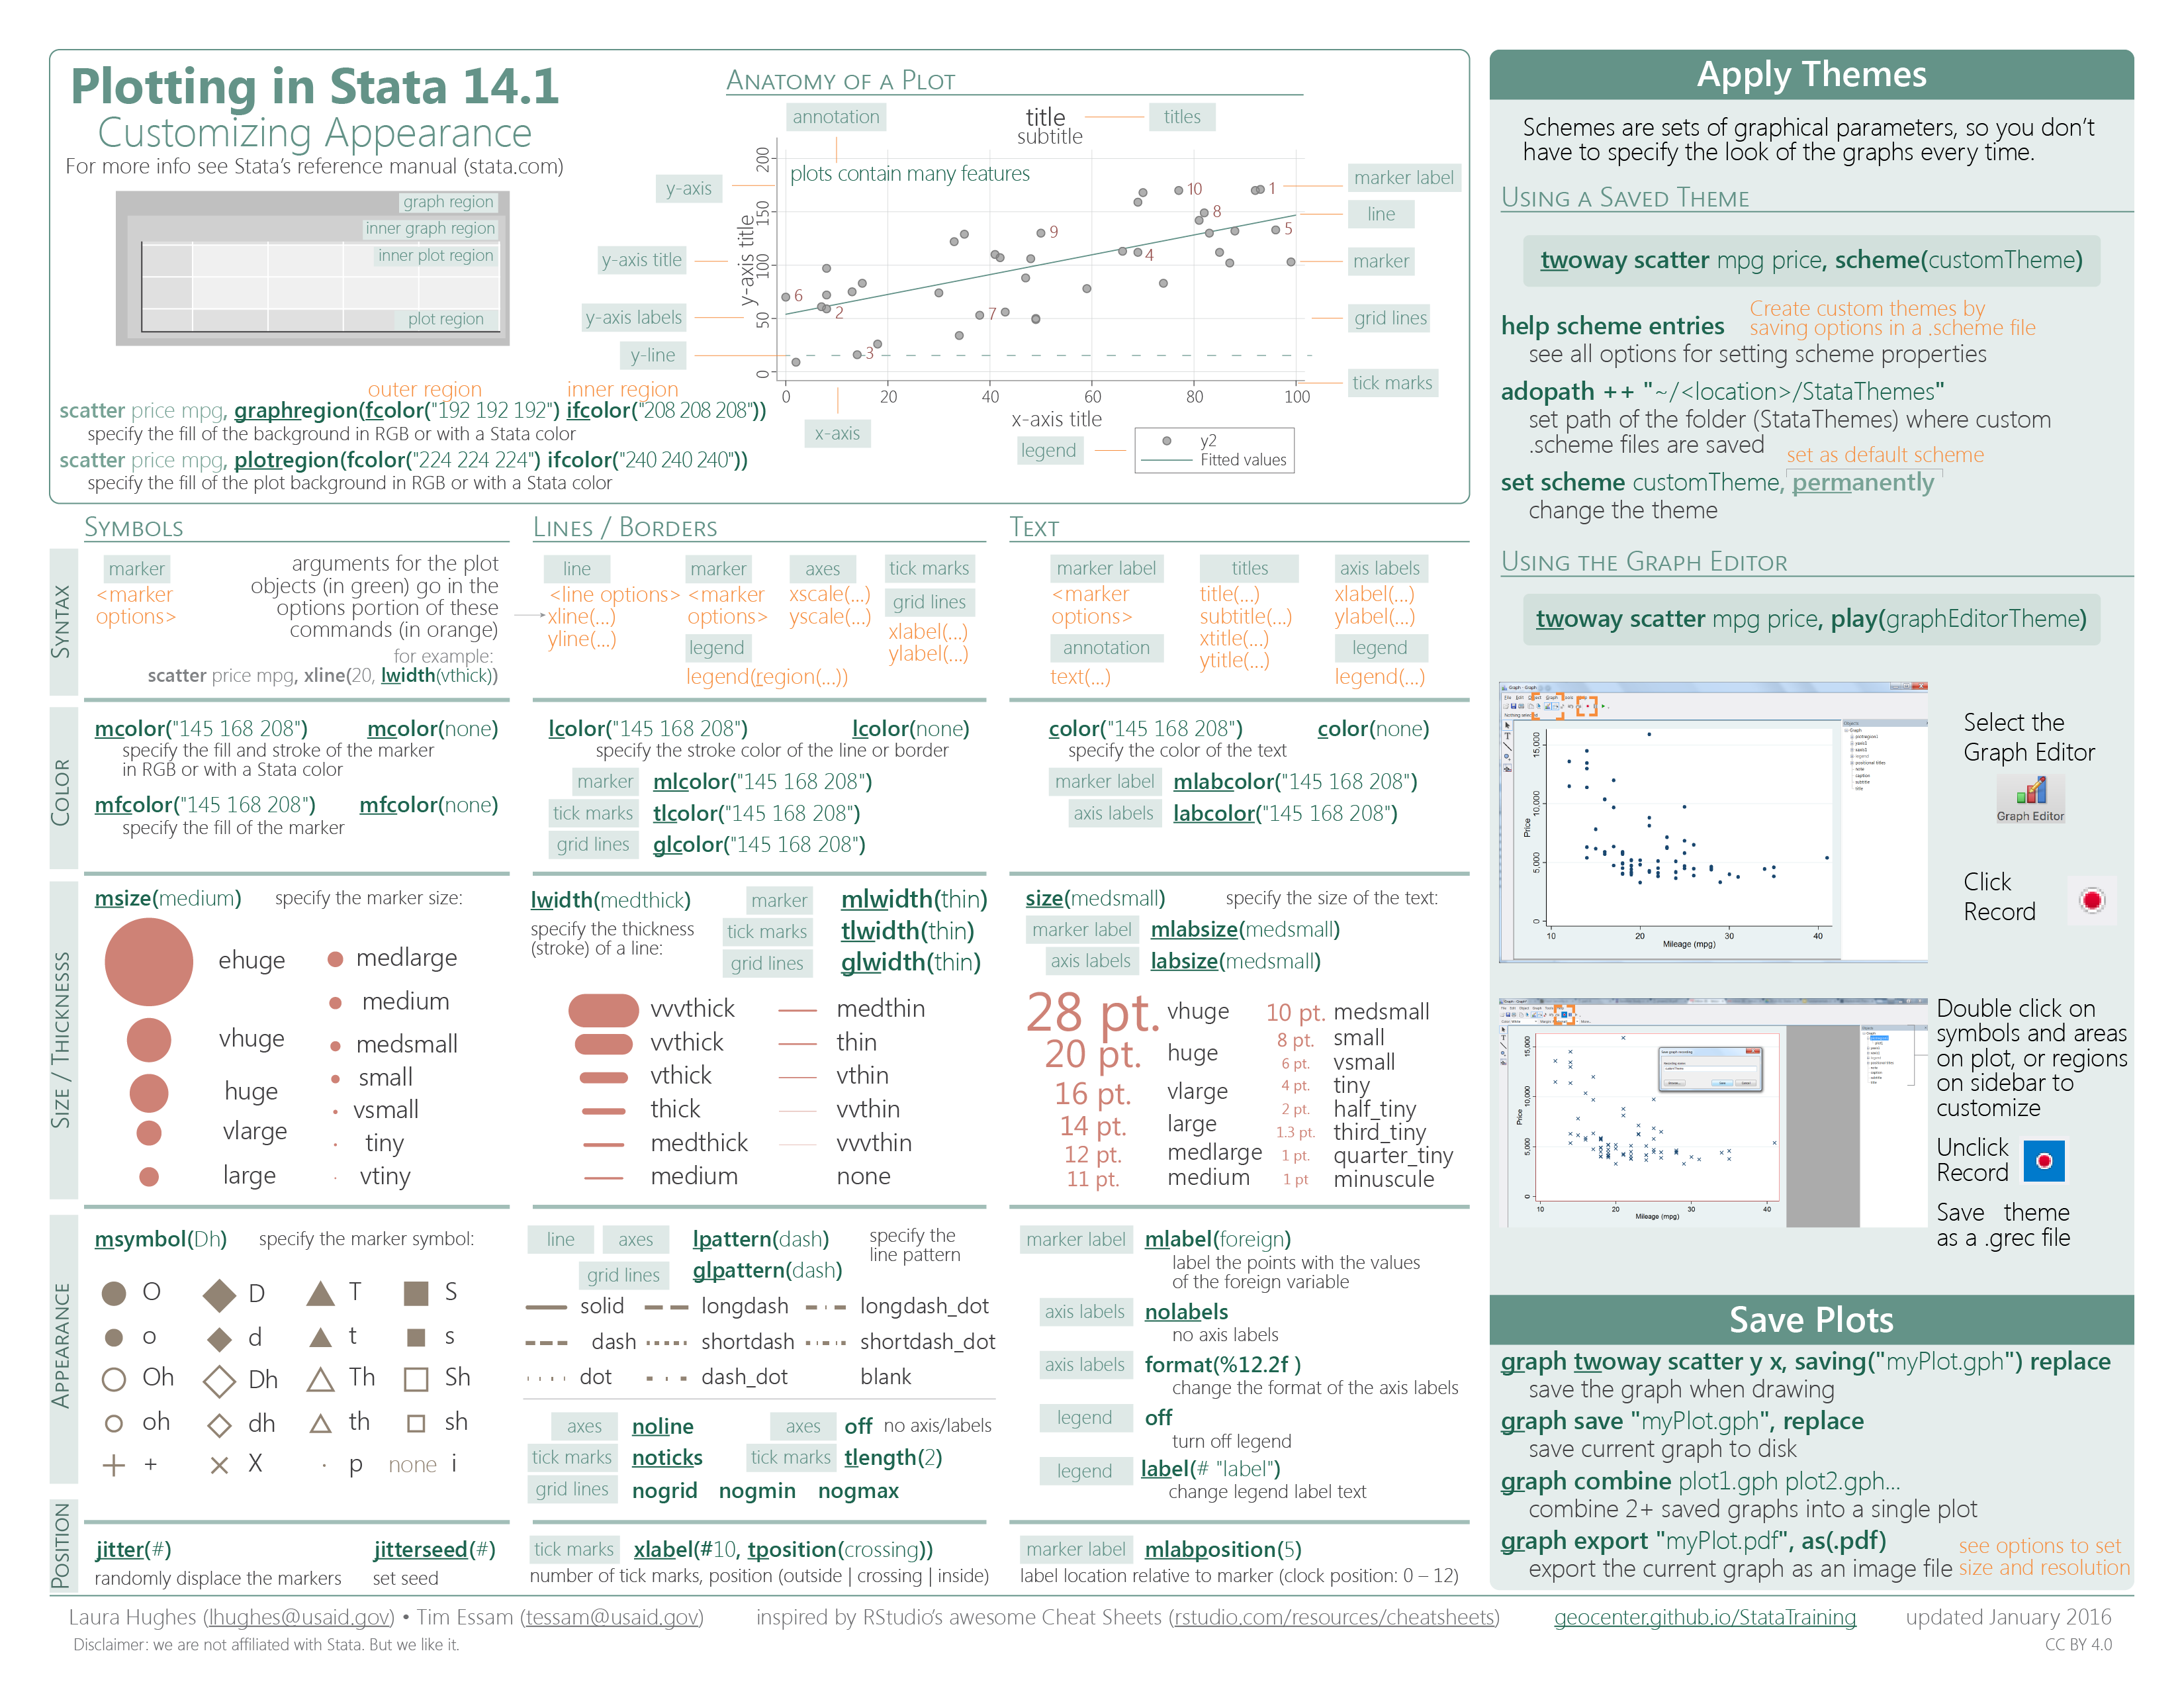 Plotting in Stata 14.1
Customizing Appearance
For more info see Stata's reference manual (stata.com)
graph region
inner graph region
inner plot region
plot region
outer region
inner region
scatter price mpg, graphregion(fcolor("192 192 192") ifcolor("208 208 208"))
specify the fill of the background in RGB or with a Stata color
scatter price mpg, plotregion(fcolor("224 224 224") ifcolor("240 240 240"))
specify the fill of the plot background in RGB or with a Stata color
ANATOMY OF A PLOT
annotation
title
titles
subtitle
plots contain many features
y-axis
y-axis title
y-axis labels
y-line
y-axis title
200
150
100
50
0
6
2
3
7
9
4
10
8
1
5
marker label
line
marker
grid lines
tick marks
0
20
40
60
80
100
x-axis
x-axis title
legend
y2
Fitted values
SYMBOLS
LINES / BORDERS
TEXT
SYNTAX
marker
<marker
options>
arguments for the plot
objects (in green) go in the
options portion of these
commands (in orange)
for example:
scatter price mpg, xline(20, lwidth(vthick))
line
<line options>
xline(...)
yline(...)
marker
<marker
options>
legend
legend(region(...))
axes
xscale(...)
yscale(...)
tick marks
grid lines
xlabel(...)
ylabel(...)
marker label
<marker
options>
annotation
text(...)
titles
title(...)
subtitle(...)
xtitle(...)
ytitle(...)
axis labels
xlabel(...)
ylabel(...)
legend
legend(...)
COLOR
mcolor("145 168 208") mcolor(none)
specify the fill and stroke of the marker
in RGB or with a Stata color
mfcolor("145 168 208") mfcolor(none)
specify the fill of the marker
lcolor("145 168 208") lcolor(none)
specify the stroke color of the line or border
marker mlcolor("145 168 208")
tick marks tlcolor("145 168 208")
grid lines glcolor("145 168 208")
color("145 168 208") color(none)
specify the color of the text
marker label mlabcolor("145 168 208")
axis labels labcolor("145 168 208")
SIZE / THICKNESSS
msize(medium) specify the marker size:
ehuge
vhuge
huge
vlarge
large
medlarge
medium
medsmall
small
vsmall
tiny
vtiny
lwidth(medthick)
specify the thickness
(stroke) of a line:
marker mlwidth(thin)
tick marks tlwidth(thin)
grid lines glwidth(thin)
vvvthick medthin
vvthick thin
vthick vthin
thick vvthin
medthick vvvthin
medium none
size(medsmall) specify the size of the text:
marker label mlabsize(medsmall)
axis labels labsize(medsmall)
28 pt. vhuge
20 pt. huge
16 pt. vlarge
14 pt. large
12 pt. medlarge
11 pt. medium
10 pt. medsmall
8 pt. small
6 pt. vsmall
4 pt. tiny
2 pt. half_tiny
1.3 pt. third_tiny
1 pt. quarter_tiny
1 pt minuscule
APPEARANCE
msymbol(Dh) specify the marker symbol:
O D T S
o d t s
Oh Dh Th Sh
oh dh th sh
+ X p none i
line axes lpattern(dash)
grid lines glpattern(dash)
specify the
line pattern
solid longdash longdash_dot
dash shortdash shortdash_dot
dot dash_dot blank
axes noline axes off no axis/labels
tick marks noticks tick marks tlength(2)
grid lines nogrid nogmin nogmax
marker label mlabel(foreign)
label the points with the values
of the foreign variable
axis labels nolabels
no axis labels
axis labels format(%12.2f )
change the format of the axis labels
legend off
turn off legend
legend label(# "label")
change legend label text
POSITION
jitter(#)
randomly displace the markers
jitterseed(#)
set seed
tick marks xlabel(#10, tposition(crossing))
number of tick marks, position (outside | crossing | inside)
marker label mlabposition(5)
label location relative to marker (clock position: 0 – 12)
Apply Themes
Schemes are sets of graphical parameters, so you don't
have to specify the look of the graphs every time.
USING A SAVED THEME
twoway scatter mpg price, scheme(customTheme)
help scheme entries
see all options for setting scheme properties
Create custom themes by
saving options in a .scheme file
adopath ++ "~/<location>/StataThemes"
set path of the folder (StataThemes) where custom
.scheme files are saved
set as default scheme
set scheme customTheme, permanently
change the theme
USING THE GRAPH EDITOR
twoway scatter mpg price, play(graphEditorTheme)
Price
15,000
10,000
5,000
0
10
20
30
40
Mileage (mpg)
Select the
Graph Editor
Graph Editor
Click
Record
Price
15,000
10,000
5,000
0
10
20
30
40
Mileage (mpg)
Double click on
symbols and areas
on plot, or regions
on sidebar to
customize
Unclick
Record
Save theme
as a .grec file
Save Plots
graph twoway scatter y x, saving("myPlot.gph") replace
save the graph when drawing
graph save "myPlot.gph", replace
save current graph to disk
graph combine plot1.gph plot2.gph...
combine 2+ saved graphs into a single plot
graph export "myPlot.pdf", as(.pdf)
export the current graph as an image file
see options to set
size and resolution
Laura Hughes (lhughes@usaid.gov) • Tim Essam (tessam@usaid.gov)
inspired by RStudio's awesome Cheat Sheets (rstudio.com/resources/cheatsheets)
geocenter.github.io/StataTraining
updated January 2016
Disclaimer: we are not affiliated with Stata. But we like it.
CC BY 4.0